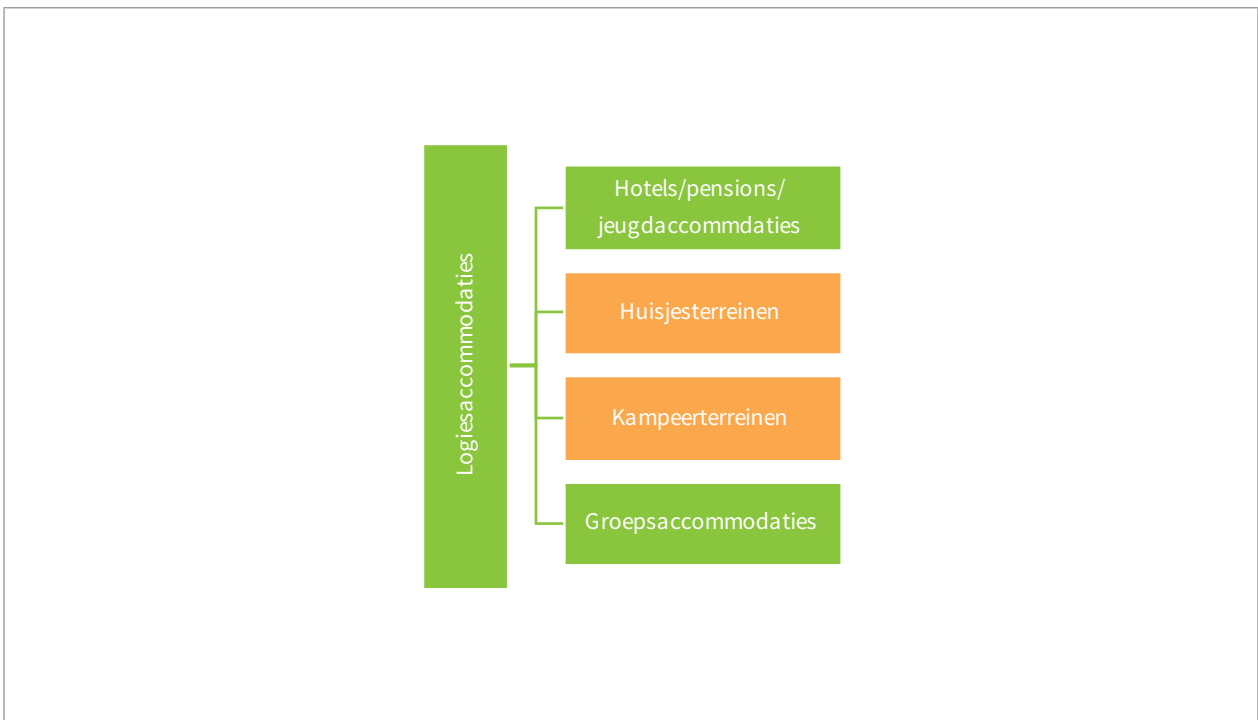 Logiesaccommodaties
Hotels/pensions/
jeugdaccommdaties
Huisjesterreinen
Kampeerterreinen
Groepsaccommodaties